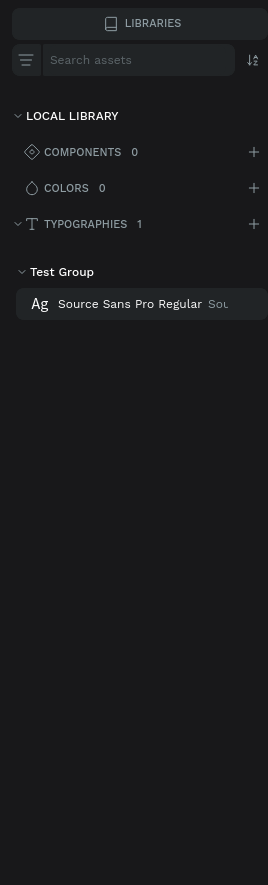 LIBRARIES
Search assets
LOCAL LIBRARY
COMPONENTS 0
COLORS 0
TYPOGRAPHIES 1
Test Group
Ag Source Sans Pro Regular Sou